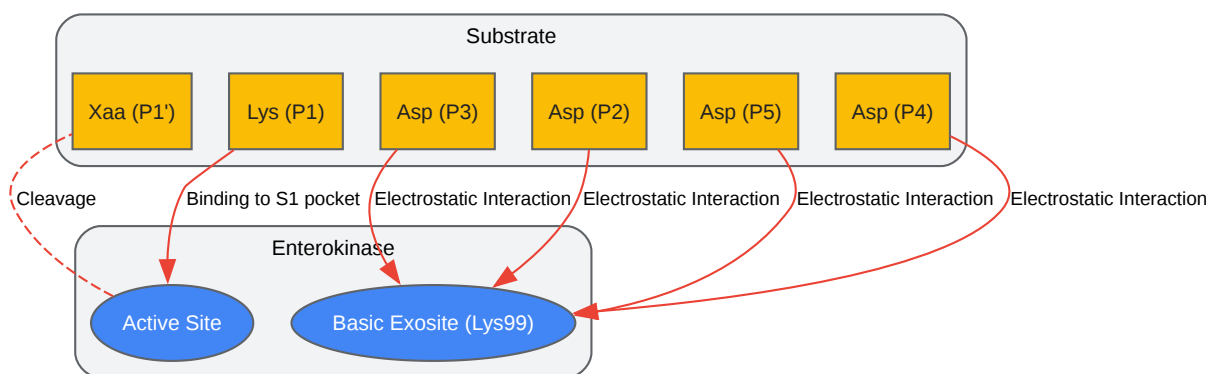 Substrate
Xaa (P1')
Lys (P1)
Asp (P3)
Asp (P2)
Asp (P5)
Asp (P4)
Cleavage
Binding to S1 pocket
Electrostatic Interaction
Electrostatic Interaction
Electrostatic Interaction
Electrostatic Interaction
Enterokinase
Active Site
Basic Exosite (Lys99)